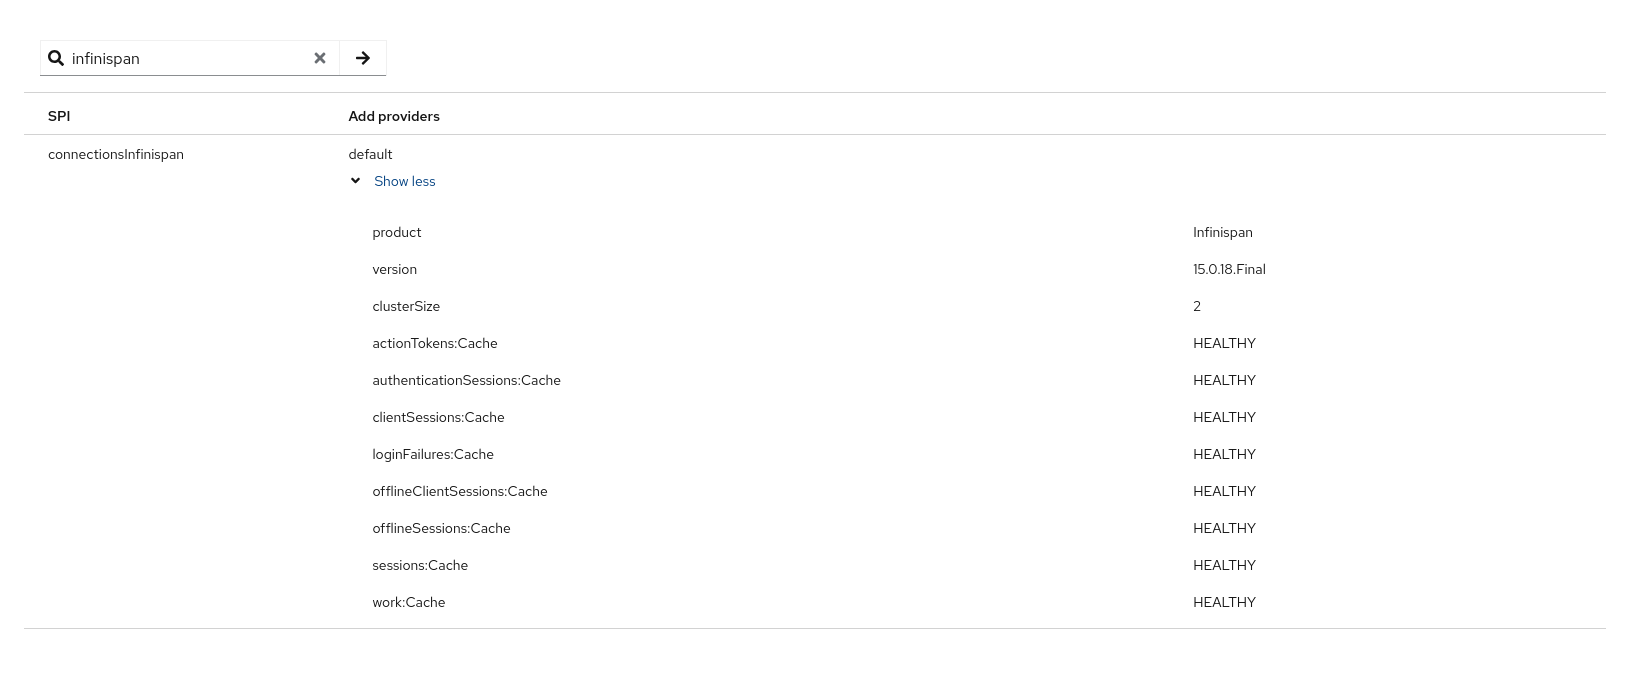 infinispan
SPI Add providers
connectionsInfinispan default
Show less
product Infinispan
version 15.0.18.Final
clusterSize 2
actionTokens:Cache HEALTHY
authenticationSessions:Cache HEALTHY
clientSessions:Cache HEALTHY
loginFailures:Cache HEALTHY
offlineClientSessions:Cache HEALTHY
offlineSessions:Cache HEALTHY
sessions:Cache HEALTHY
work:Cache HEALTHY